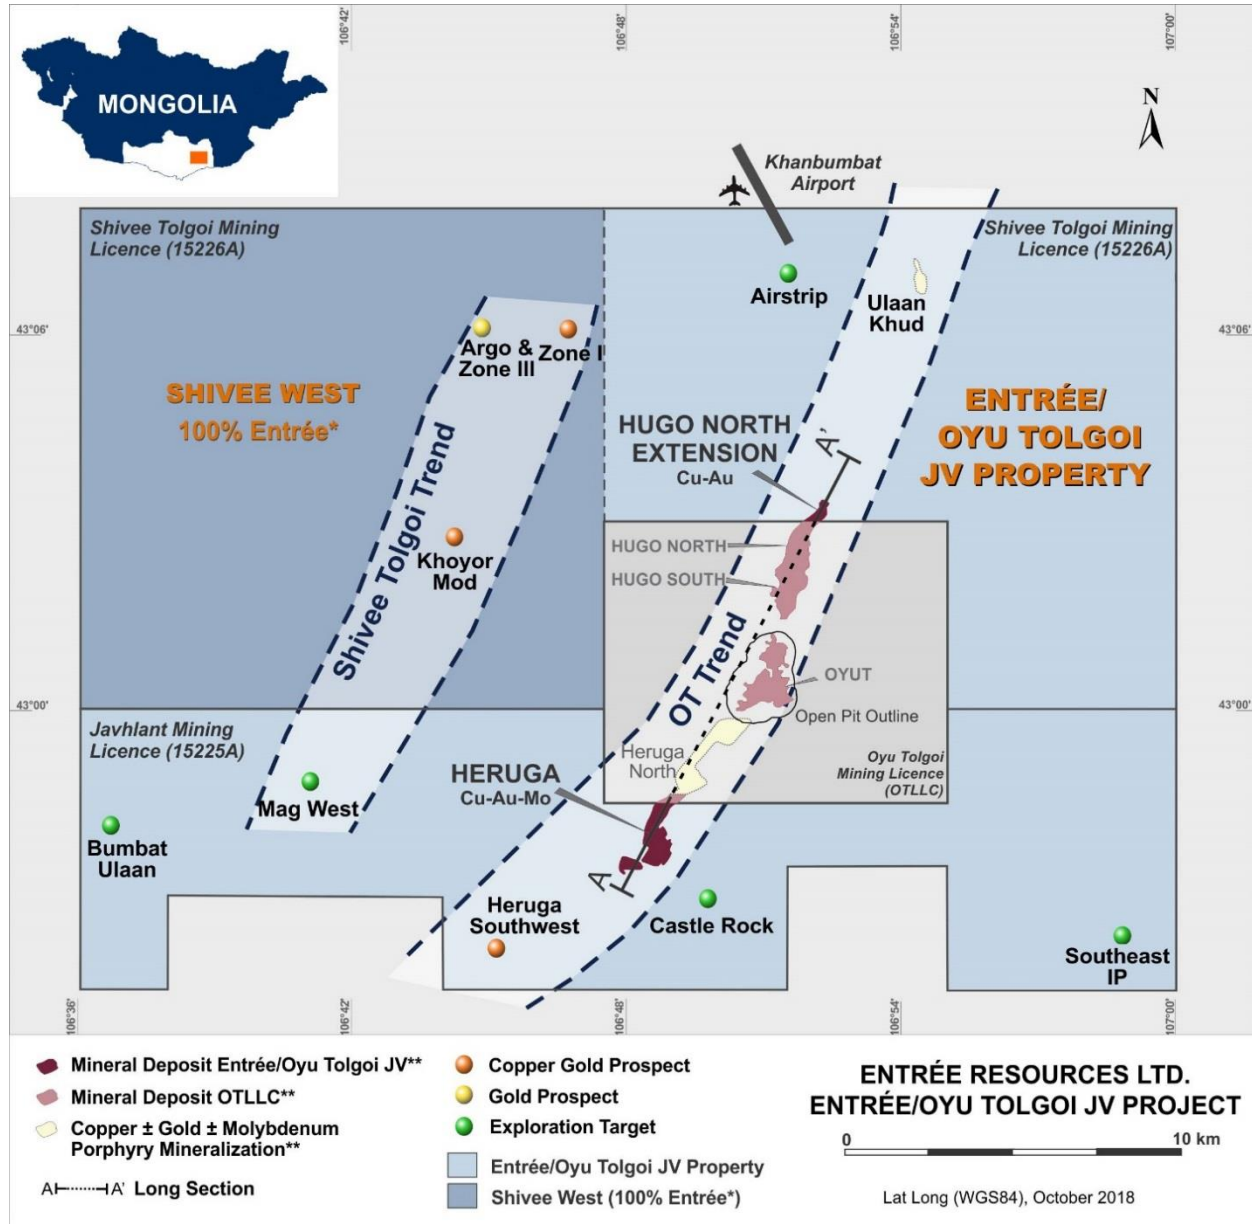 MONGOLIA
106°42'
106°48'
106°54'
107°00'
N
Khanbumbat
Airport
Shivee Tolgoi Mining
Licence (15226A)
Shivee Tolgoi Mining
Licence (15226A)
Airstrip
Ulaan
Khud
43°06'
43°06'
Argo &
Zone III
Zone I
SHIVEE WEST
100% Entrée*
ENTRÉE/
OYU TOLGOI
JV PROPERTY
HUGO NORTH
EXTENSION
Cu-Au
A'
Shivee Tolgoi Trend
Khoyor
Mod
HUGO NORTH
HUGO SOUTH
OT Trend
OYUT
Open Pit Outline
43°00'
43°00'
Javhlant Mining
Licence (15225A)
Heruga
North
Oyu Tolgoi
Mining Licence
(OTLLC)
HERUGA
Cu-Au-Mo
Mag West
Bumbat
Ulaan
A
Heruga
Southwest
Castle Rock
Southeast
IP
106°36'
106°42'
106°48'
106°54'
107°00'
Mineral Deposit Entrée/Oyu Tolgoi JV**
Mineral Deposit OTLLC**
Copper ± Gold ± Molybdenum
Porphyry Mineralization**
A A' Long Section
Copper Gold Prospect
Gold Prospect
Exploration Target
Entrée/Oyu Tolgoi JV Property
Shivee West (100% Entrée*)
ENTRÉE RESOURCES LTD.
ENTRÉE/OYU TOLGOI JV PROJECT
0 10 km
Lat Long (WGS84), October 2018